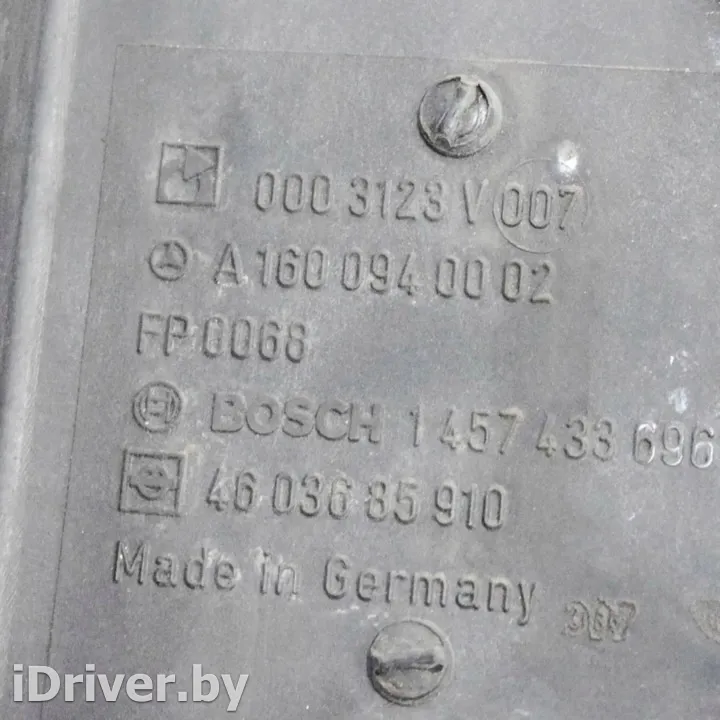 000 3123 V 007
A 160 094 00 02
FP 0068
BOSCH 1 457 433 696
46 036 85 910
Made in Germany
iDriver.by